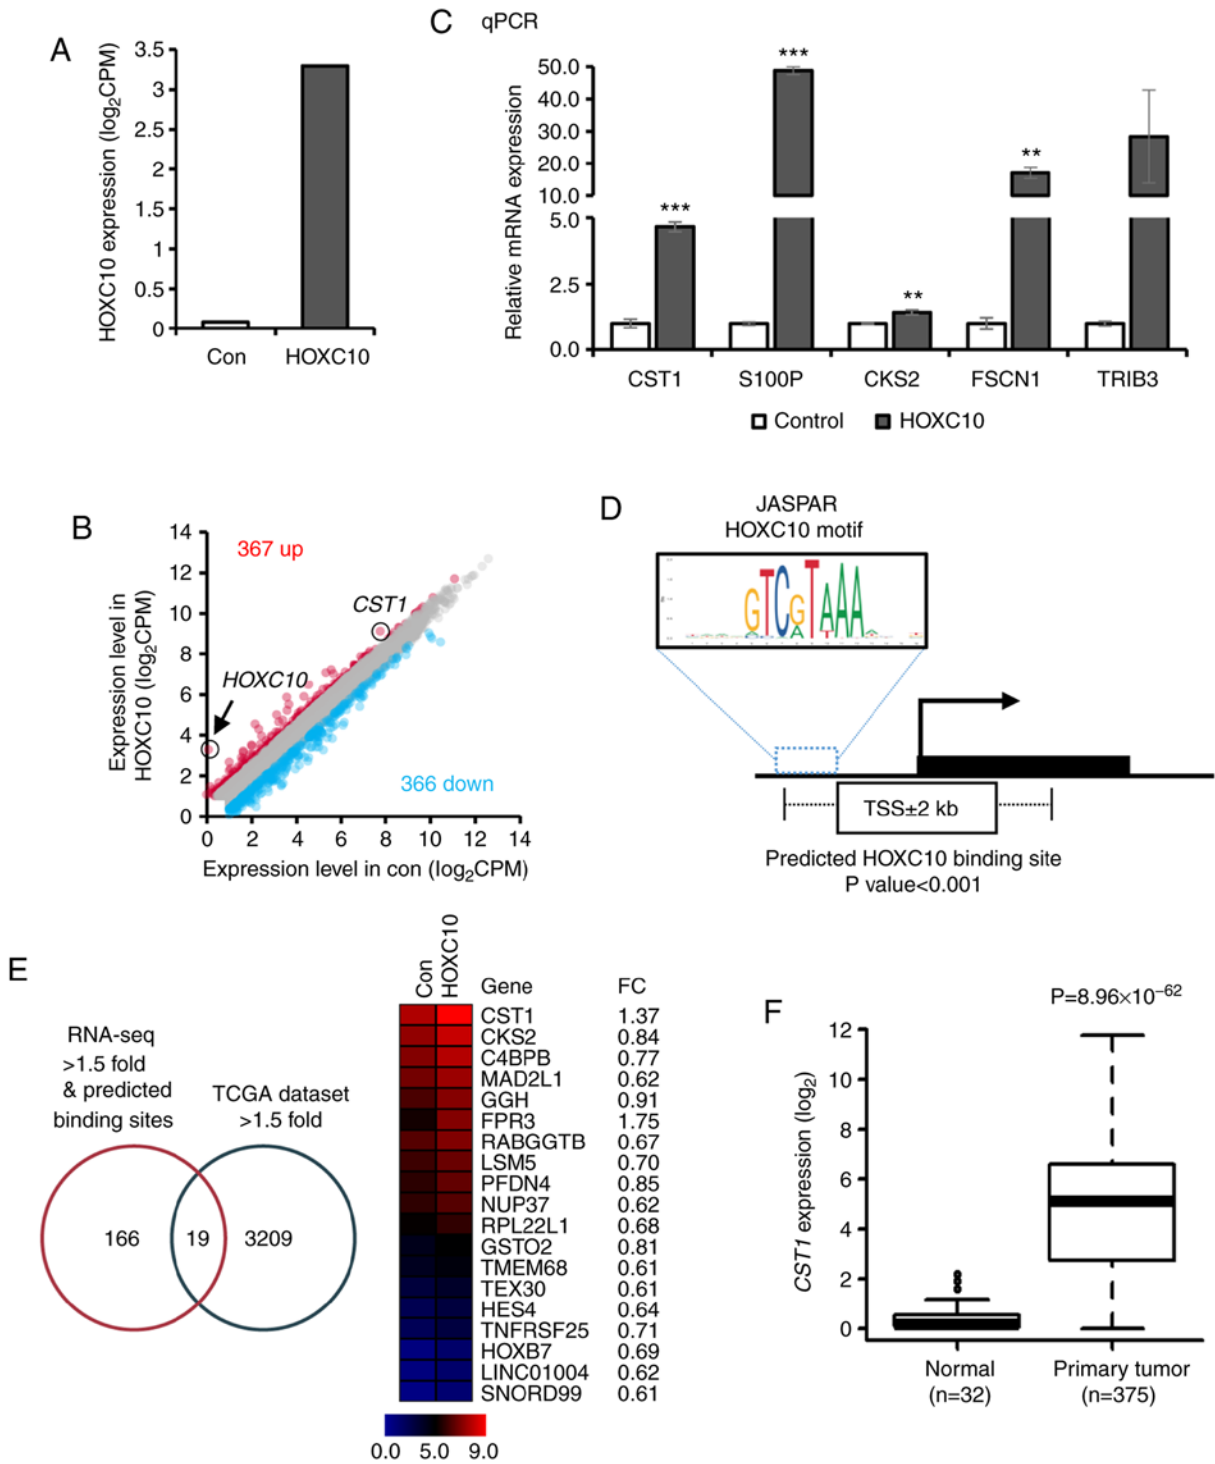 A
HOXC10 expression (log2CPM)
3.5
3
2.5
2
1.5
1
0.5
0
Con HOXC10
C qPCR
Relative mRNA expression
50.0
40.0
30.0
20.0
10.0
5.0
2.5
0.0
***
***
**
**
CST1 S100P CKS2 FSCN1 TRIB3
Control HOXC10
B
Expression level in
HOXC10 (log2CPM)
14
12
10
8
6
4
2
0
367 up
CST1
HOXC10
366 down
0 2 4 6 8 10 12 14
Expression level in con (log2CPM)
D
JASPAR
HOXC10 motif
GTCGTAAA
A
TSS±2 kb
Predicted HOXC10 binding site
P value<0.001
E
RNA-seq
>1.5 fold
& predicted
binding sites
TCGA dataset
>1.5 fold
166 19 3209
Con HOXC10 Gene FC
CST1 1.37
CKS2 0.84
C4BPB 0.77
MAD2L1 0.62
GGH 0.91
FPR3 1.75
RABGGTB 0.67
LSM5 0.70
PFDN4 0.85
NUP37 0.62
RPL22L1 0.68
GSTO2 0.81
TMEM68 0.61
TEX30 0.61
HES4 0.64
TNFRSF25 0.71
HOXB7 0.69
LINC01004 0.62
SNORD99 0.61
0.0 5.0 9.0
F
P=8.96×10−62
CST1 expression (log2)
12
10
8
6
4
2
0
Normal
(n=32)
Primary tumor
(n=375)